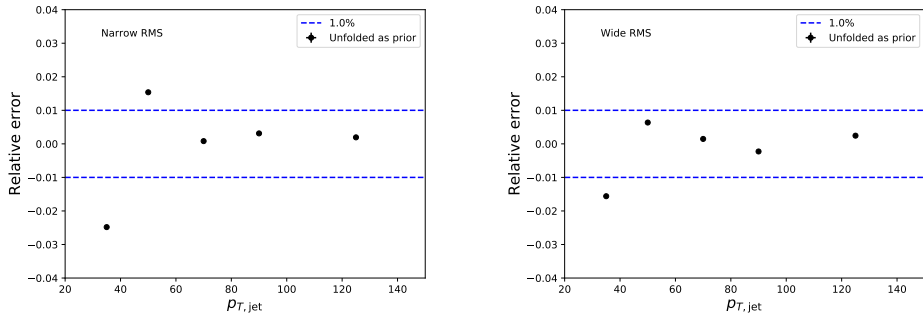 0.04
0.03
0.02
0.01
0.00
−0.01
−0.02
−0.03
−0.04
Relative error
Narrow RMS
1.0%
Unfolded as prior
20 40 60 80 100 120 140
p_{T, jet}
0.04
0.03
0.02
0.01
0.00
−0.01
−0.02
−0.03
−0.04
Relative error
Wide RMS
1.0%
Unfolded as prior
20 40 60 80 100 120 140
p_{T, jet}